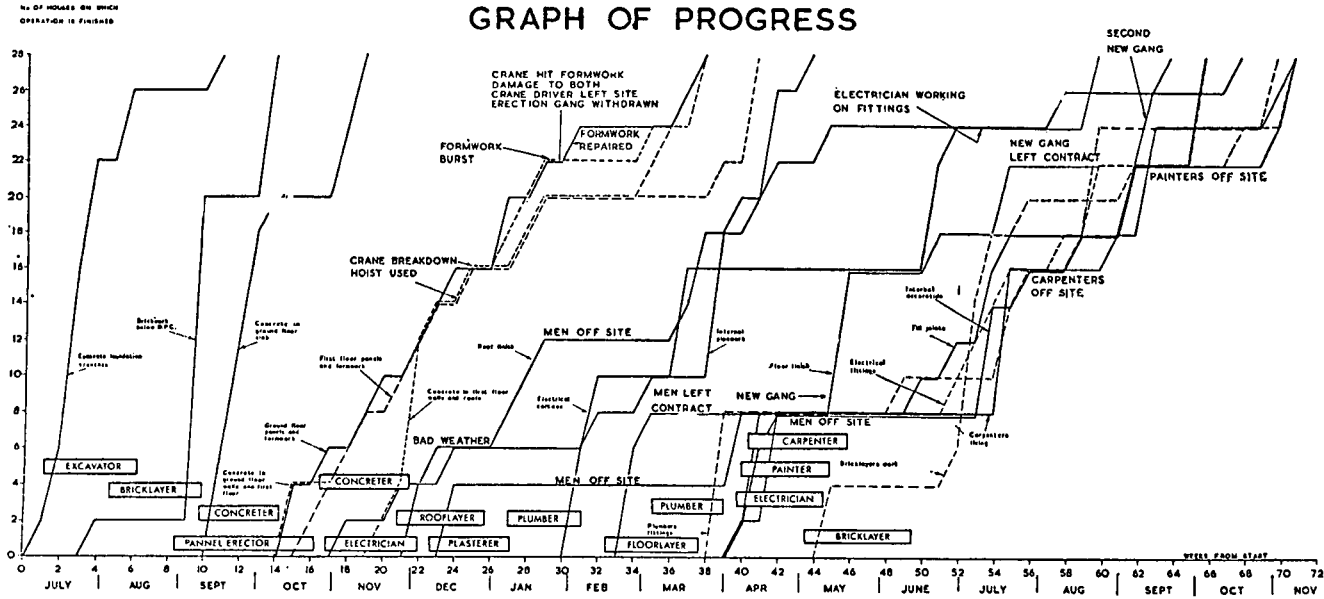 No OF HOUSES ON WHICH
OPERATION IS FINISHED
GRAPH OF PROGRESS
SECOND
NEW GANG
28
26
24
22
20
18
16
14
12
10
8
6
4
2
0
CRANE HIT FORMWORK
DAMAGE TO BOTH
CRANE DRIVER LEFT SITE
ERECTION GANG WITHDRAWN
ELECTRICIAN WORKING
ON FITTINGS
FORMWORK
REPAIRED
FORMWORK
BURST
NEW GANG
LEFT CONTRACT
PAINTERS OFF SITE
CRANE BREAKDOWN
HOIST USED
CARPENTERS
OFF SITE
Internal
decoration
Brickwork
below D.P.C.
Concrete in
ground floor
slab
MEN OFF SITE
Internal
plumbers
Roof finish
Concrete foundation
trenches
First floor panels
and formwork
Floor finish
Electrical
fittings
Concrete in first floor
walls and roofs
Electrical
carcass
MEN LEFT
CONTRACT
NEW GANG
Ground floor
panels and
formwork
BAD WEATHER
MEN OFF SITE
Carpenters
fixing
CARPENTER
EXCAVATOR
PAINTER
Bricklayers work
Concrete in
ground floor
walls and first
floor
CONCRETER
MEN OFF SITE
BRICKLAYER
ELECTRICIAN
PLUMBER
CONCRETER
ROOFLAYER
PLUMBER
Plumbers
fittings
BRICKLAYER
PANNEL ERECTOR
ELECTRICIAN
PLASTERER
FLOORLAYER
WEEKS FROM START
0 2 4 6 8 10 12 14 16 18 20 22 24 26 28 30 32 34 36 38 40 42 44 46 48 50 52 54 56 58 60 62 64 66 68 70 72
JULY AUG SEPT OCT NOV DEC JAN FEB MAR APR MAY JUNE JULY AUG SEPT OCT NOV